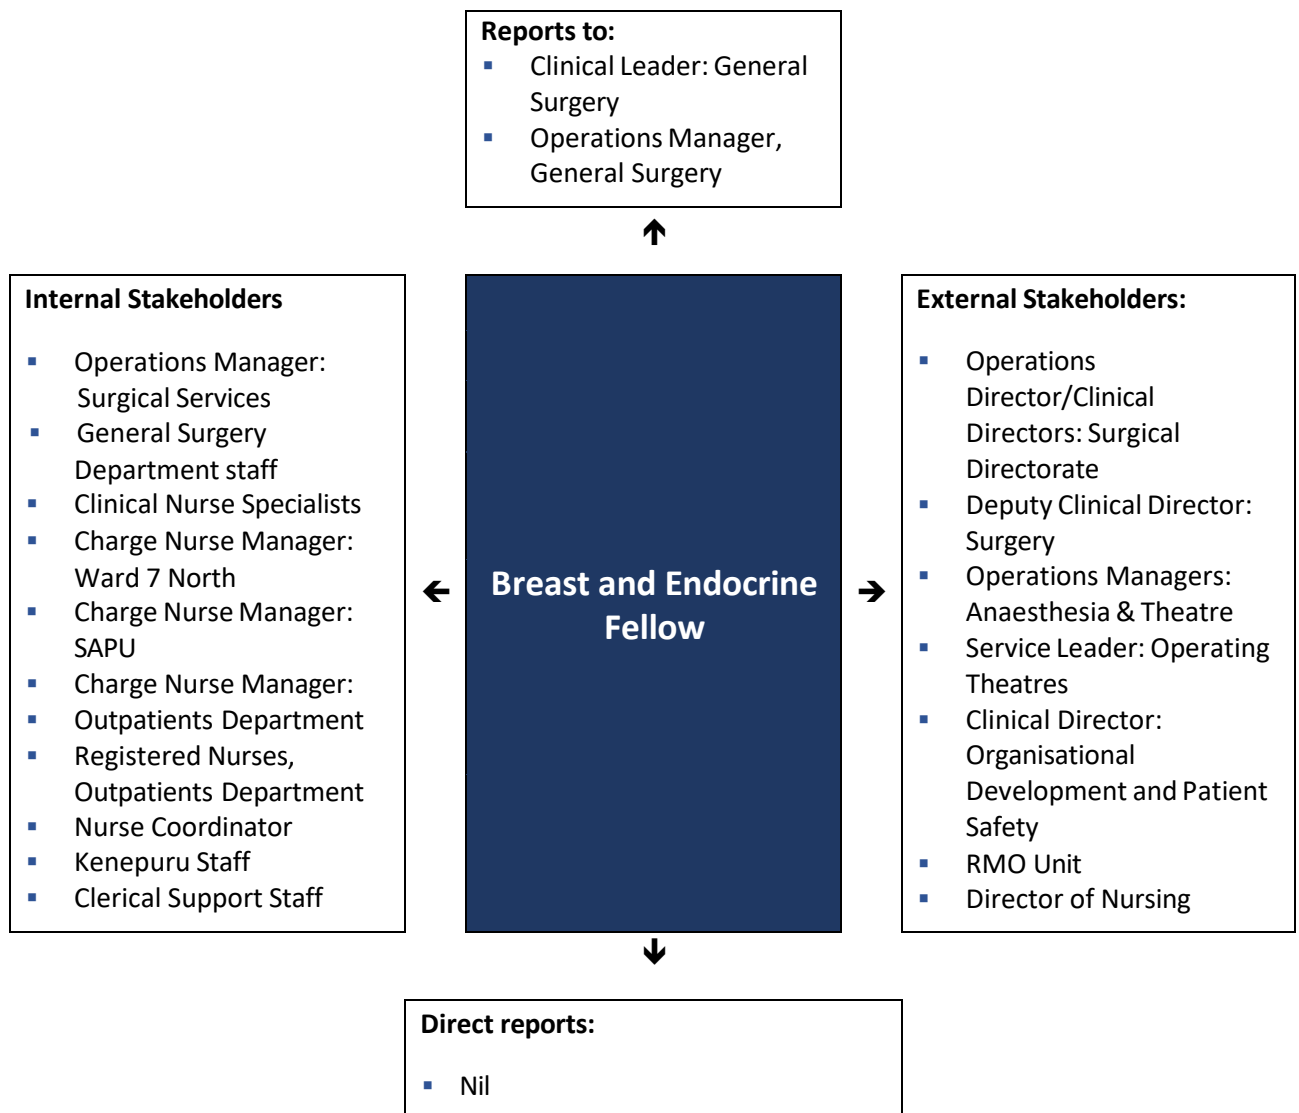 Reports to:
▪ Clinical Leader: General
Surgery
▪ Operations Manager,
General Surgery
Internal Stakeholders
▪ Operations Manager:
Surgical Services
▪ General Surgery
Department staff
▪ Clinical Nurse Specialists
▪ Charge Nurse Manager:
Ward 7 North
▪ Charge Nurse Manager:
SAPU
▪ Charge Nurse Manager:
▪ Outpatients Department
▪ Registered Nurses,
Outpatients Department
▪ Nurse Coordinator
▪ Kenepuru Staff
▪ Clerical Support Staff
Breast and Endocrine
Fellow
External Stakeholders:
▪ Operations
Director/Clinical
Directors: Surgical
Directorate
▪ Deputy Clinical Director:
Surgery
▪ Operations Managers:
Anaesthesia & Theatre
▪ Service Leader: Operating
Theatres
▪ Clinical Director:
Organisational
Development and Patient
Safety
▪ RMO Unit
▪ Director of Nursing
Direct reports:
▪ Nil